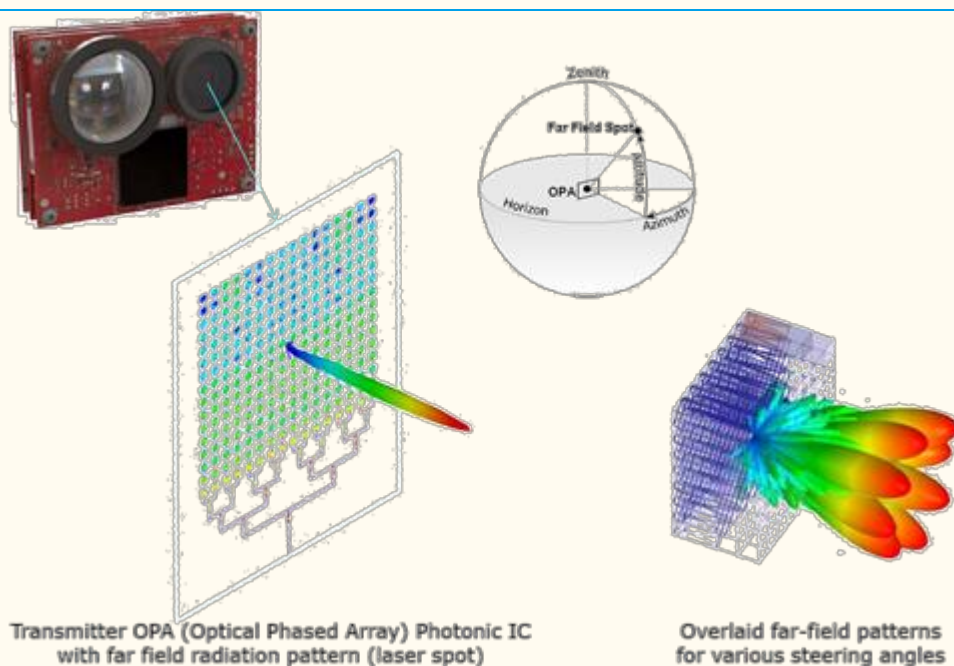 Zenith
Far Field Spot
Altitude
OPA
Horizon
Azimuth
Transmitter OPA (Optical Phased Array) Photonic IC
with far field radiation pattern (laser spot)
Overlaid far-field patterns
for various steering angles